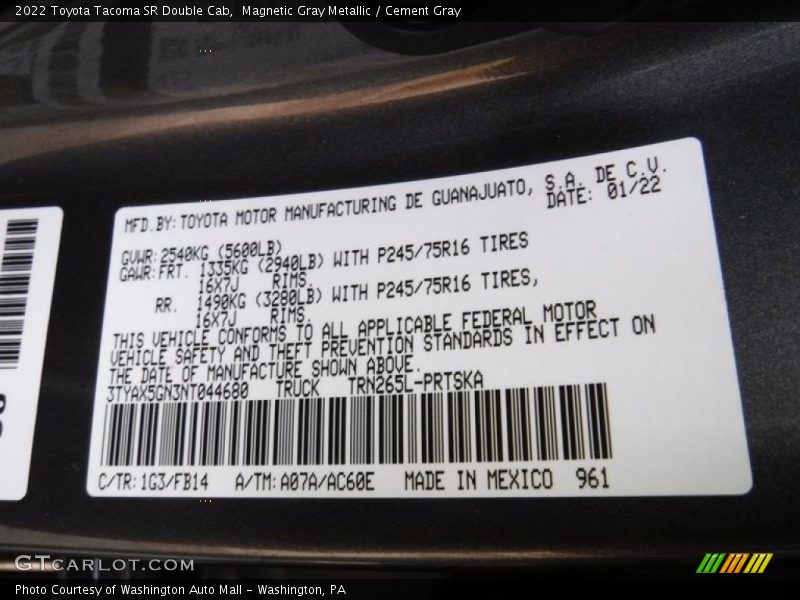 2022 Toyota Tacoma SR Double Cab,  Magnetic Gray Metallic / Cement Gray
MFD.BY:TOYOTA MOTOR MANUFACTURING DE GUANAJUATO, S.A. DE C.V.
DATE: 01/22
GVWR:2540KG (5600LB)
GAWR:FRT. 1335KG (2940LB) WITH P245/75R16 TIRES
16X7J RIMS.
RR. 1490KG (3280LB) WITH P245/75R16 TIRES,
16X7J RIMS.
THIS VEHICLE CONFORMS TO ALL APPLICABLE FEDERAL MOTOR
VEHICLE SAFETY AND THEFT PREVENTION STANDARDS IN EFFECT ON
THE DATE OF MANUFACTURE SHOWN ABOVE.
3TYAX5GN3NT044680 TRUCK TRN265L-PRTSKA
C/TR:1G3/FB14 A/TM:A07A/AC60E MADE IN MEXICO 961
GTCARLOT.COM
Photo Courtesy of Washington Auto Mall - Washington, PA